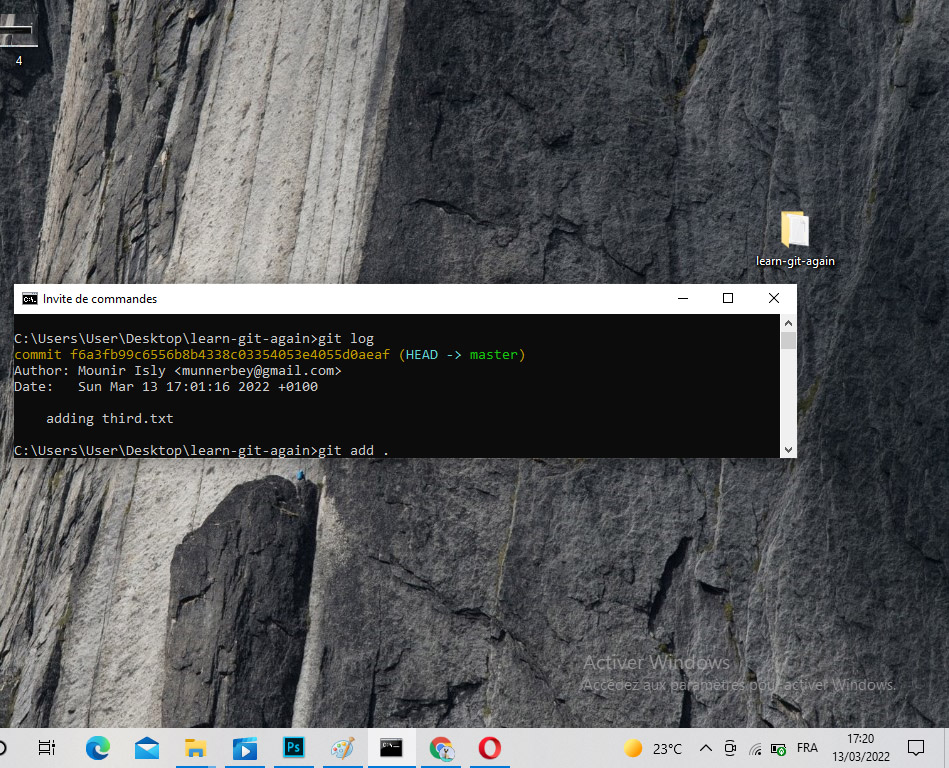 4
learn-git-again
Invite de commandes
C:\Users\User\Desktop\learn-git-again>git log
commit f6a3fb99c6556b8b4338c03354053e4055d0aeaf (HEAD -> master)
Author: Mounir Isly <munnerbey@gmail.com>
Date:   Sun Mar 13 17:01:16 2022 +0100
    adding third.txt
C:\Users\User\Desktop\learn-git-again>git add .
Activer Windows
Accédez aux paramètres pour activer Windows.
Ps
23°C
FRA
17:20
13/03/2022